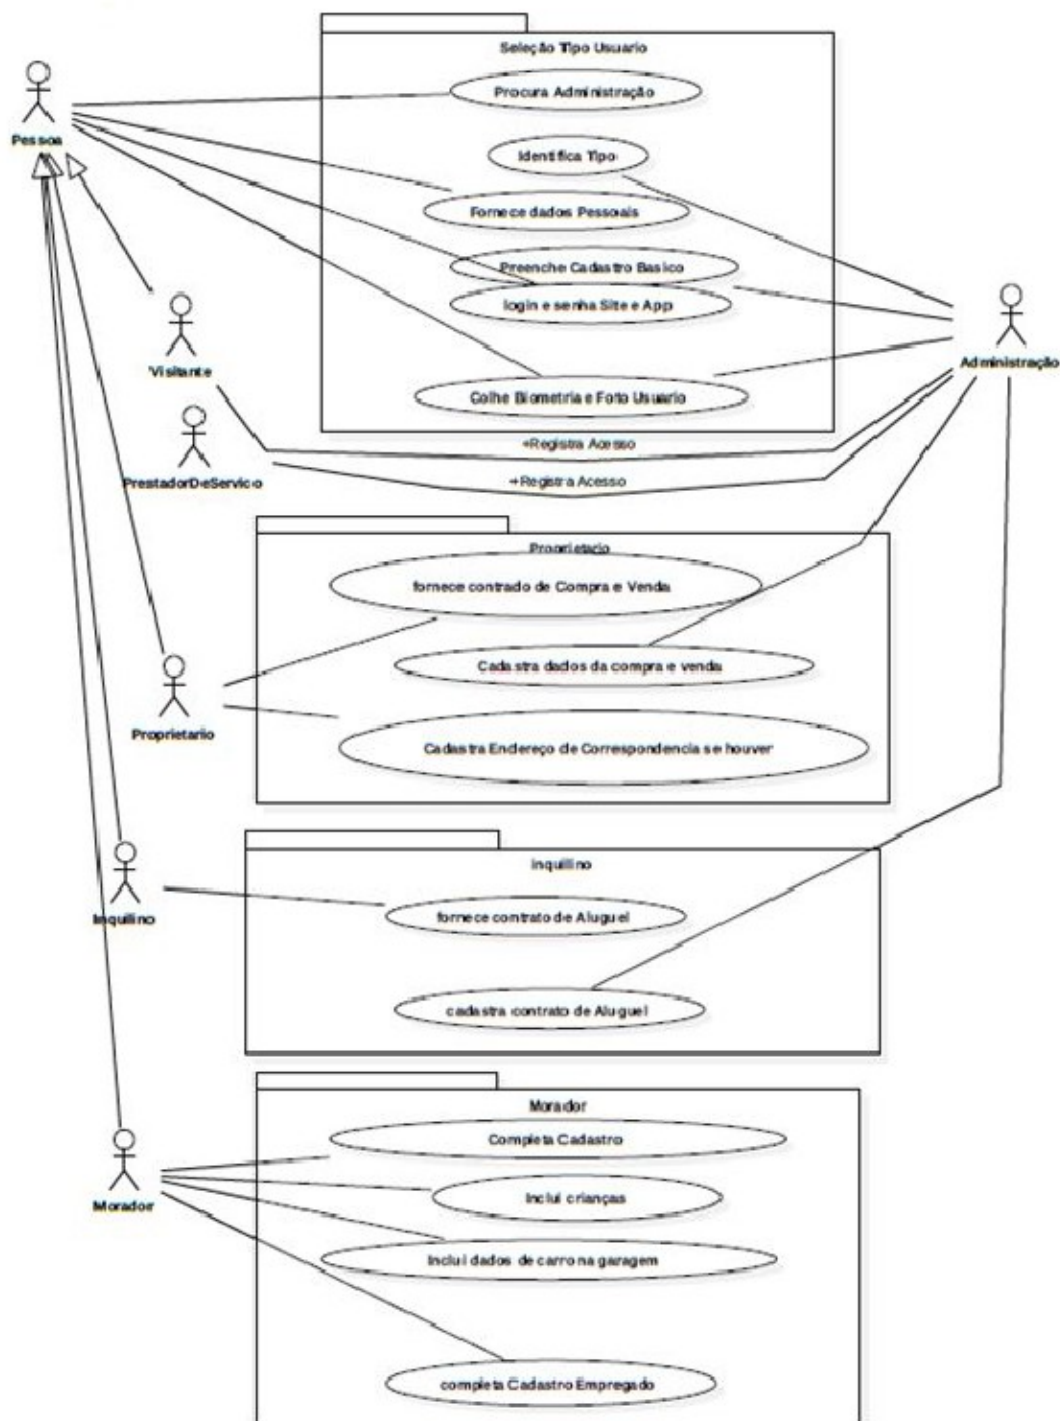 Seleção Tipo Usuario
Procura Administração
Pessoa
Identifica Tipo
Fornece dados Pessoais
Preenche Cadastro Basico
login e senha Site e App
Administração
Visitante
Colhe Biometria e Foto Usuario
+Registra Acesso
PrestadorDeServico
+Registra Acesso
Proprietario
fornece contrado de Compra e Venda
Cadastra dados da compra e venda
Proprietario
Cadastra Endereço de Correspondencia se houver
Inquilino
Inquilino
fornece contrato de Aluguel
cadastra contrato de Aluguel
Morador
Completa Cadastro
Morador
Inclui crianças
Inclui dados de carro na garagem
completa Cadastro Empregado